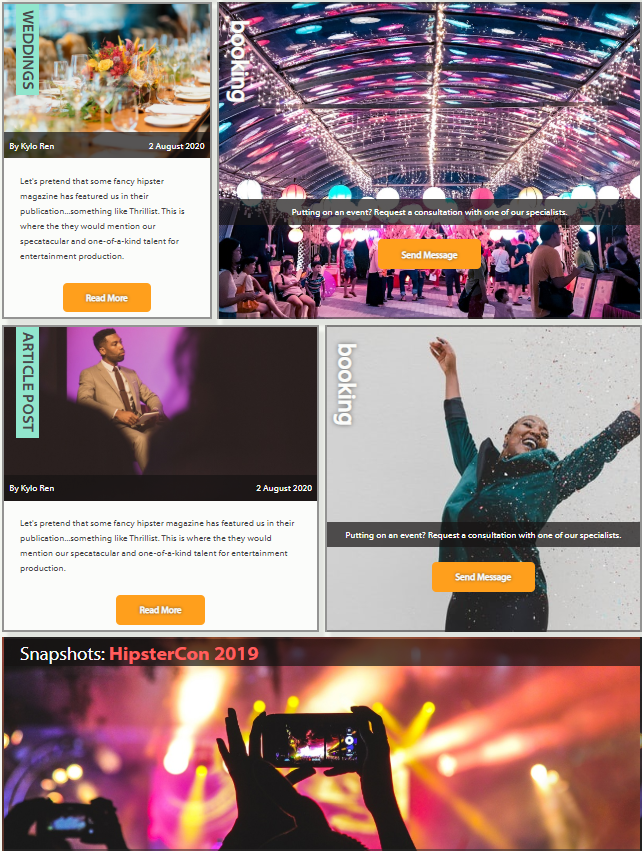 WEDDINGS
By Kylo Ren
2 August 2020
Let's pretend that some fancy hipster
magazine has featured us in their
publication...something like Thrillist. This is
where the they would mention our
specatacular and one-of-a-kind talent for
entertainment production.
Read More
booking
Putting on an event? Request a consultation with one of our specialists.
Send Message
ARTICLE POST
By Kylo Ren
2 August 2020
Let's pretend that some fancy hipster magazine has featured us in their
publication...something like Thrillist. This is where the they would
mention our specatacular and one-of-a-kind talent for entertainment
production.
Read More
booking
Putting on an event? Request a consultation with one of our specialists.
Send Message
Snapshots: HipsterCon 2019